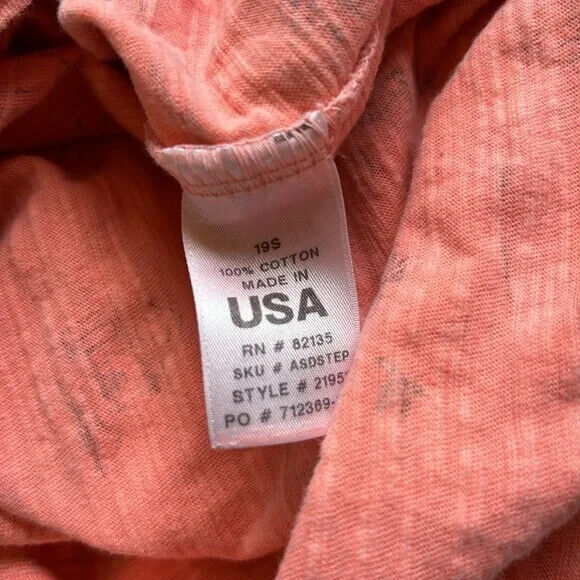 19S
100% COTTON
MADE IN
USA
RN # 82135
SKU # ASDSTEP
STYLE # 2195
PO # 712369-